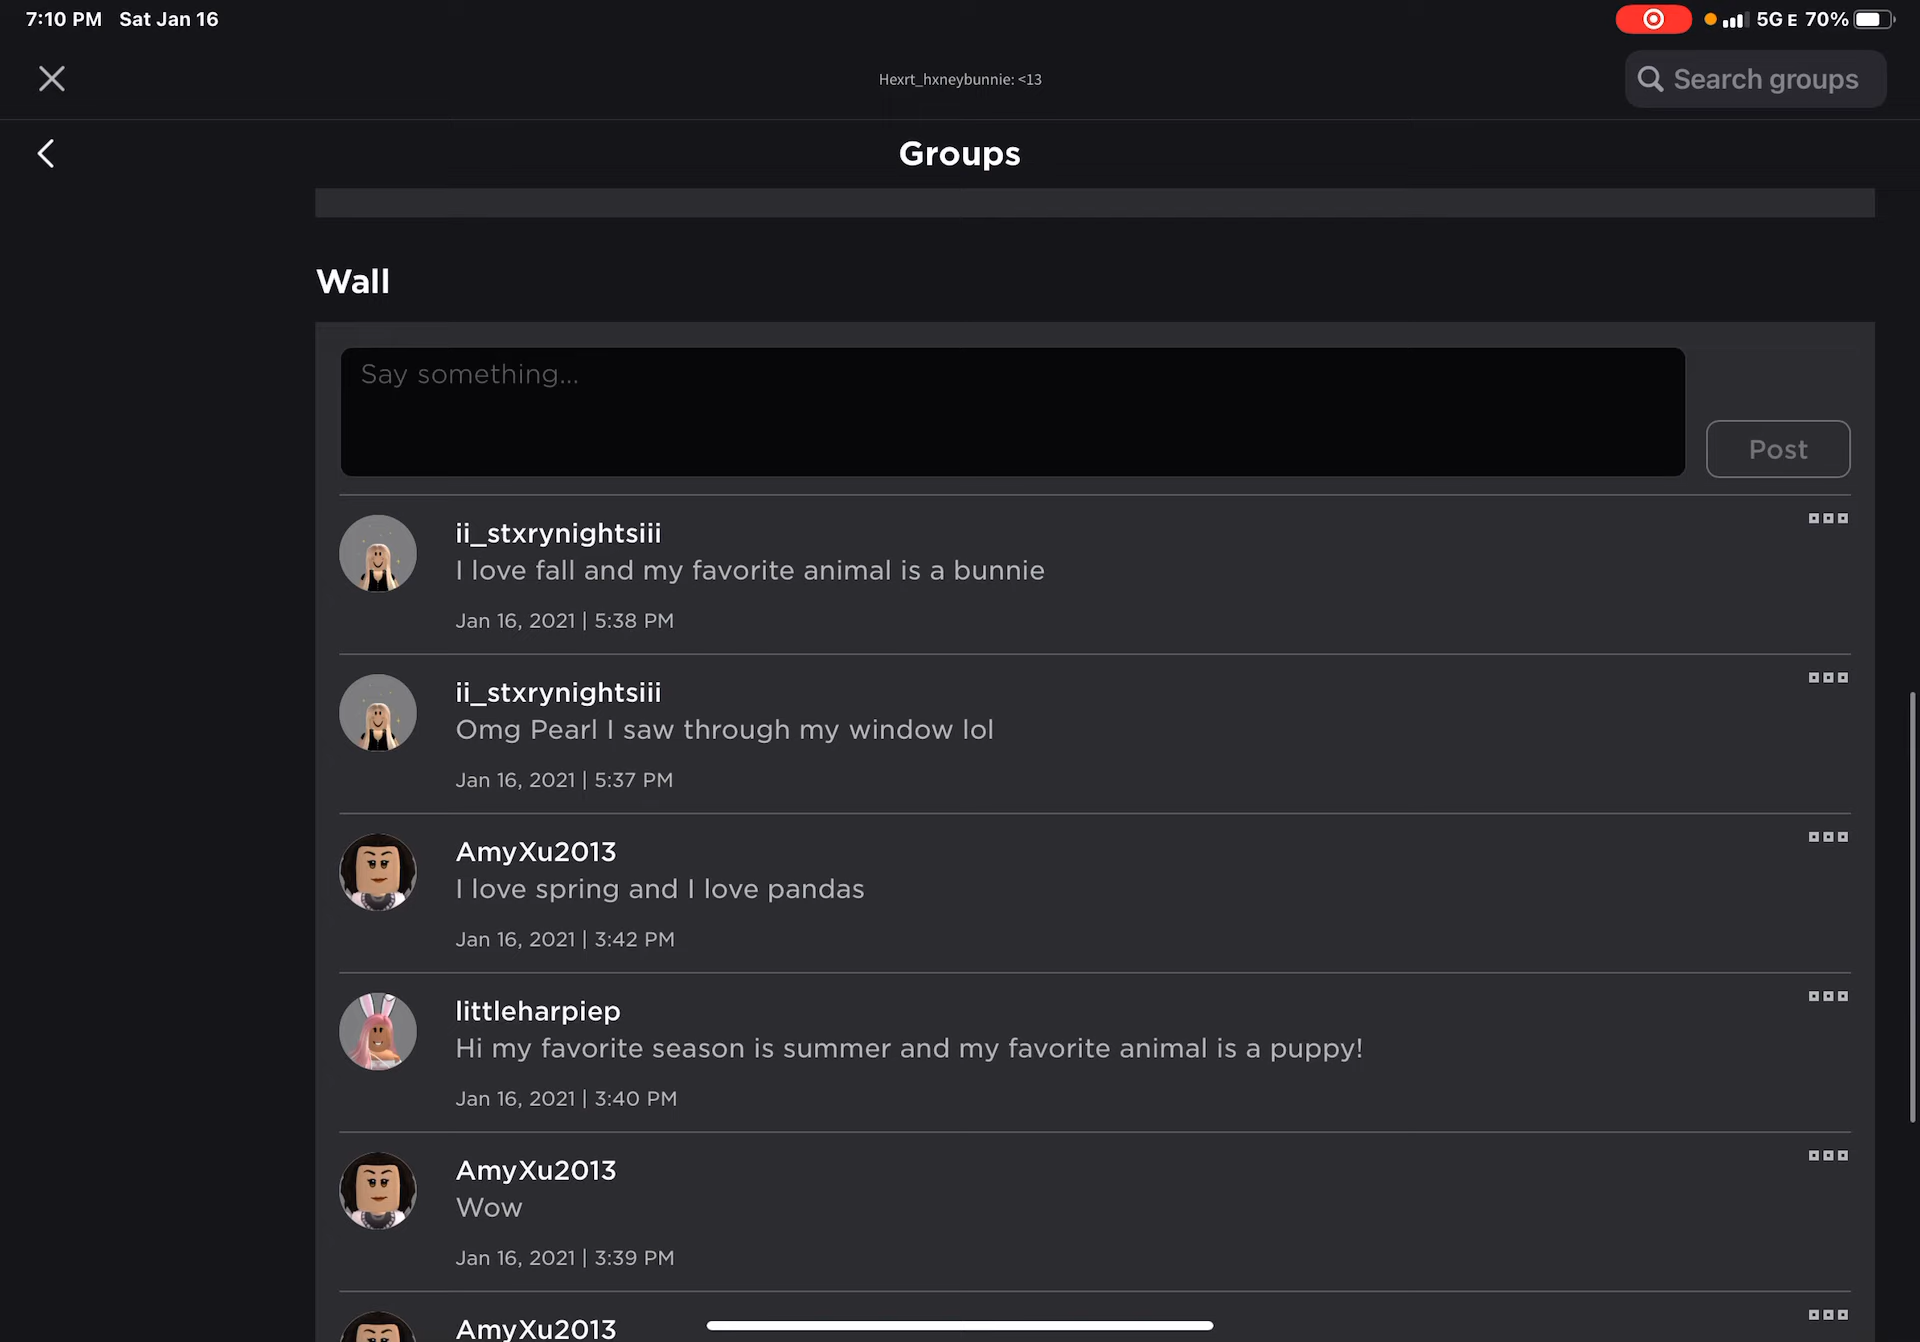 7:10 PM Sat Jan 16
5G E 70%
Hexrt_hxneybunnie: <13
Search groups
Groups
Wall
Say something...
Post
ii_stxrynightsiii
I love fall and my favorite animal is a bunnie
Jan 16, 2021 | 5:38 PM
ii_stxrynightsiii
Omg Pearl I saw through my window lol
Jan 16, 2021 | 5:37 PM
AmyXu2013
I love spring and I love pandas
Jan 16, 2021 | 3:42 PM
littleharpiep
Hi my favorite season is summer and my favorite animal is a puppy!
Jan 16, 2021 | 3:40 PM
AmyXu2013
Wow
Jan 16, 2021 | 3:39 PM
AmyXu2013